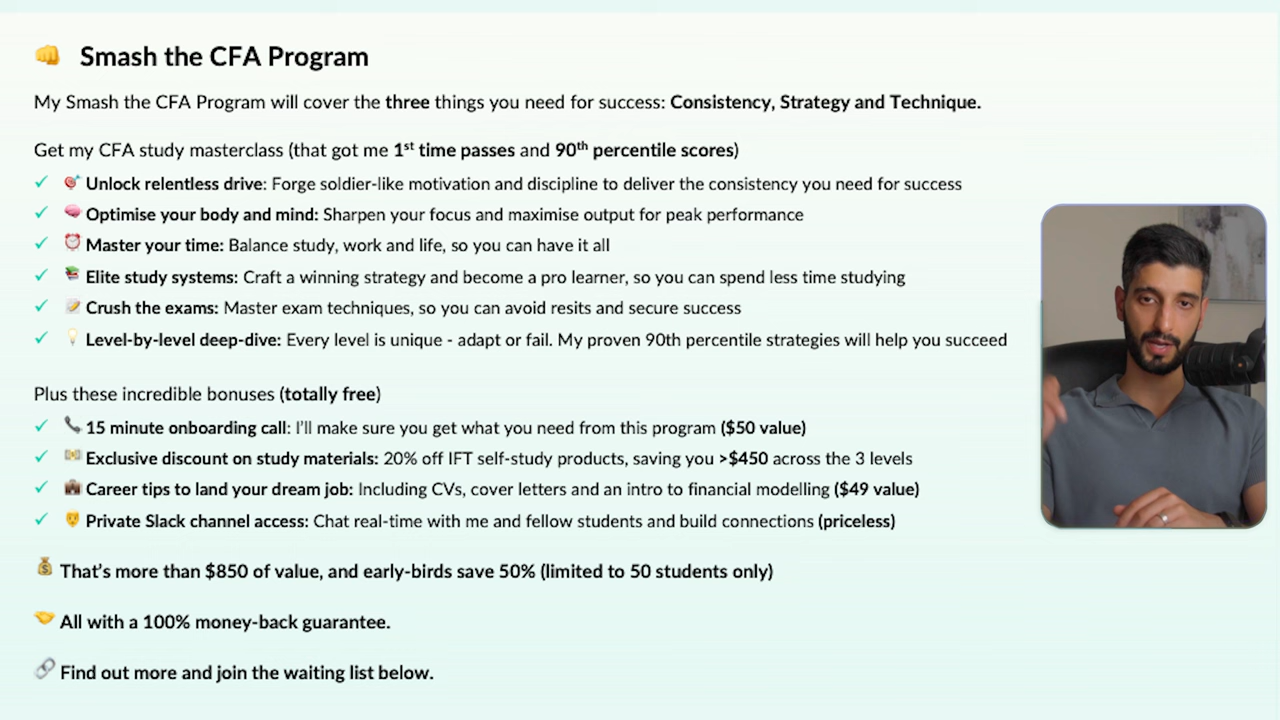 Smash the CFA Program
My Smash the CFA Program will cover the three things you need for success: Consistency, Strategy and Technique.
Get my CFA study masterclass (that got me 1st time passes and 90th percentile scores)
Unlock relentless drive: Forge soldier-like motivation and discipline to deliver the consistency you need for success
Optimise your body and mind: Sharpen your focus and maximise output for peak performance
Master your time: Balance study, work and life, so you can have it all
Elite study systems: Craft a winning strategy and become a pro learner, so you can spend less time studying
Crush the exams: Master exam techniques, so you can avoid resits and secure success
Level-by-level deep-dive: Every level is unique - adapt or fail. My proven 90th percentile strategies will help you succeed
Plus these incredible bonuses (totally free)
15 minute onboarding call: I'll make sure you get what you need from this program ($50 value)
Exclusive discount on study materials: 20% off IFT self-study products, saving you >$450 across the 3 levels
Career tips to land your dream job: Including CVs, cover letters and an intro to financial modelling ($49 value)
Private Slack channel access: Chat real-time with me and fellow students and build connections (priceless)
That's more than $850 of value, and early-birds save 50% (limited to 50 students only)
All with a 100% money-back guarantee.
Find out more and join the waiting list below.